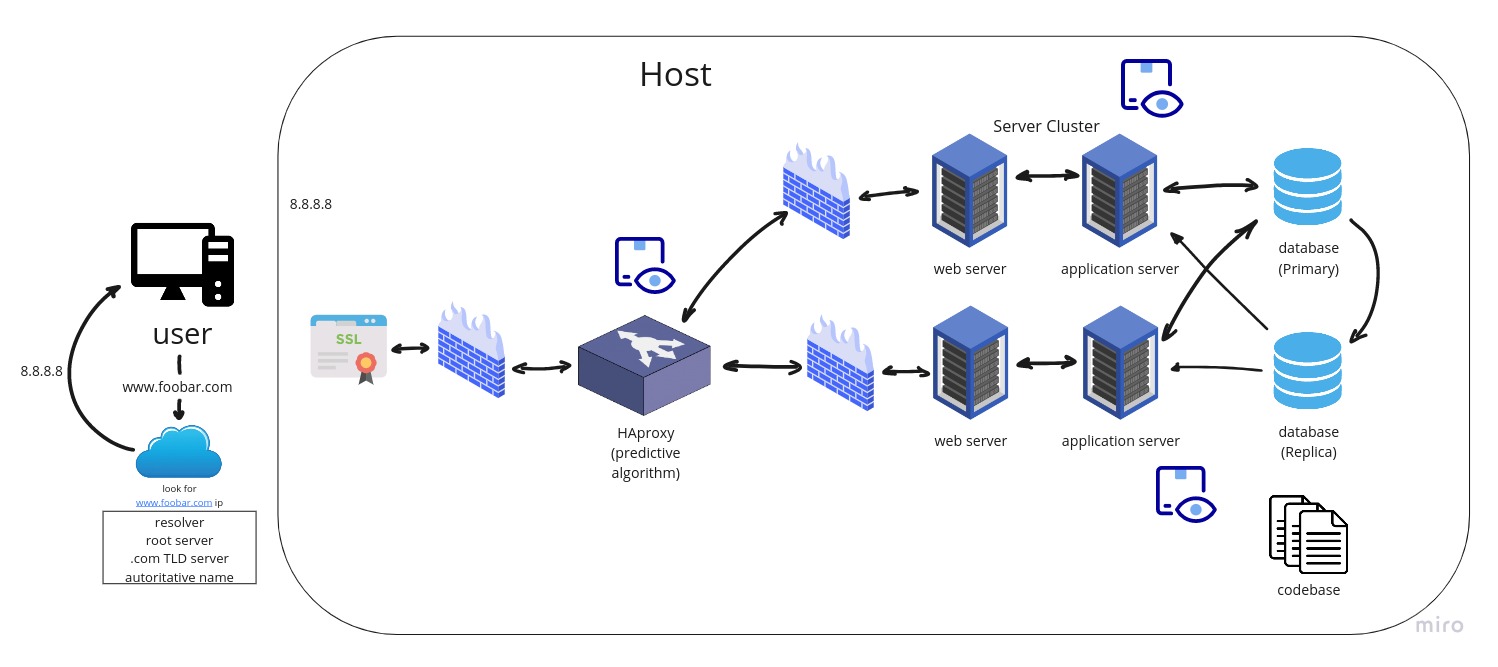 Host
Server Cluster
8.8.8.8
user
www.foobar.com
8.8.8.8
look for
www.foobar.com ip
resolver
root server
.com TLD server
autoritative name
SSL
HAproxy
(predictive
algorithm)
web server
application server
database
(Primary)
web server
application server
database
(Replica)
codebase
miro